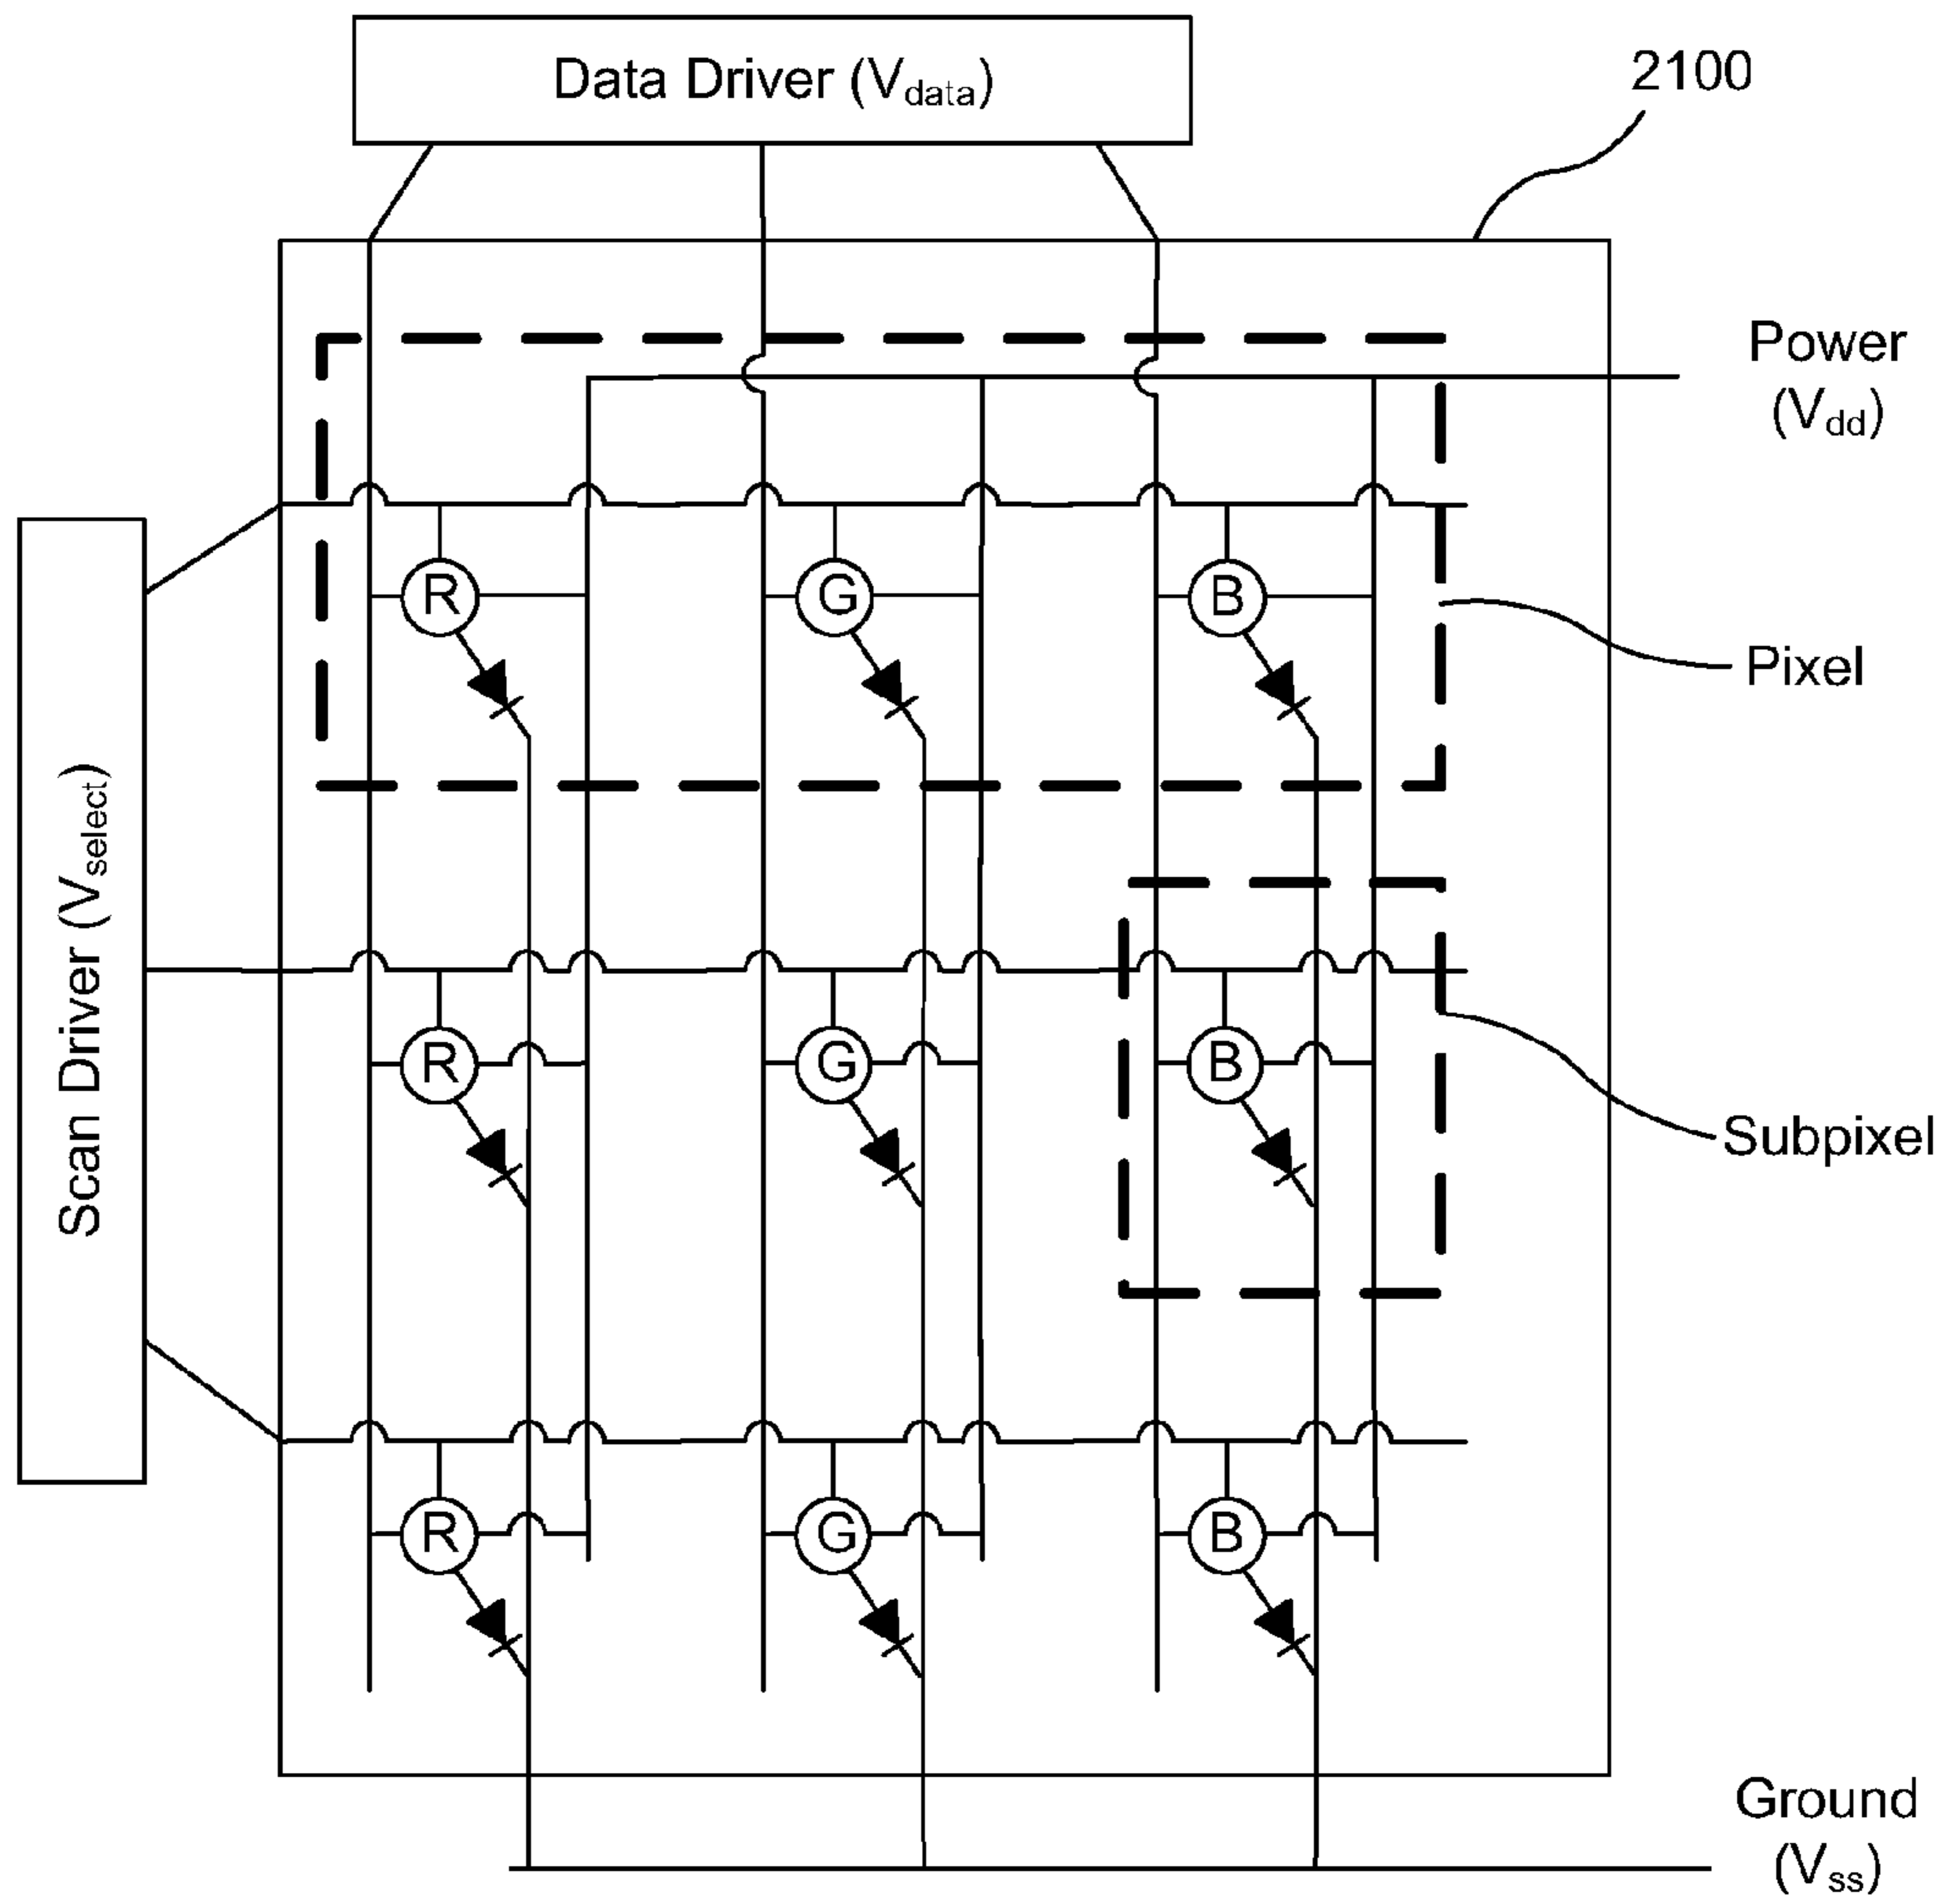 Data Driver (Vdata)
2100
Power
(Vdd)
R G B
Pixel
Scan Driver (Vselect)
R G B
Subpixel
R G B
Ground
(Vss)